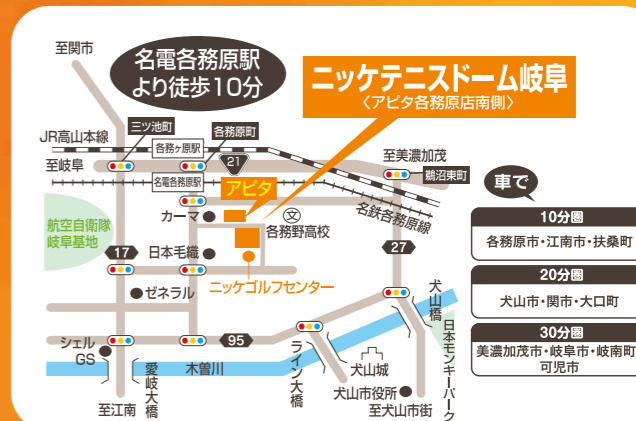 至関市
名電各務原駅
より徒歩10分
ニッケテニスドーム岐阜
〈アピタ各務原店南側〉
三ツ池町
各務原町
JR高山本線
各務ヶ原駅
至岐阜
21
至美濃加茂
鵜沼東町
名電各務原駅
アピタ
名鉄各務原線
カーマ
文
各務野高校
航空自衛隊
岐阜基地
17
日本毛織
27
ゼネラル
ニッケゴルフセンター
犬山橋
日本モンキーパーク
シェル
GS
95
愛岐大橋
木曽川
ライン大橋
犬山城
犬山市役所
至江南
至犬山市街
車で
10分圏
各務原市・江南市・扶桑町
20分圏
犬山市・関市・大口町
30分圏
美濃加茂市・岐阜市・岐南町
可児市